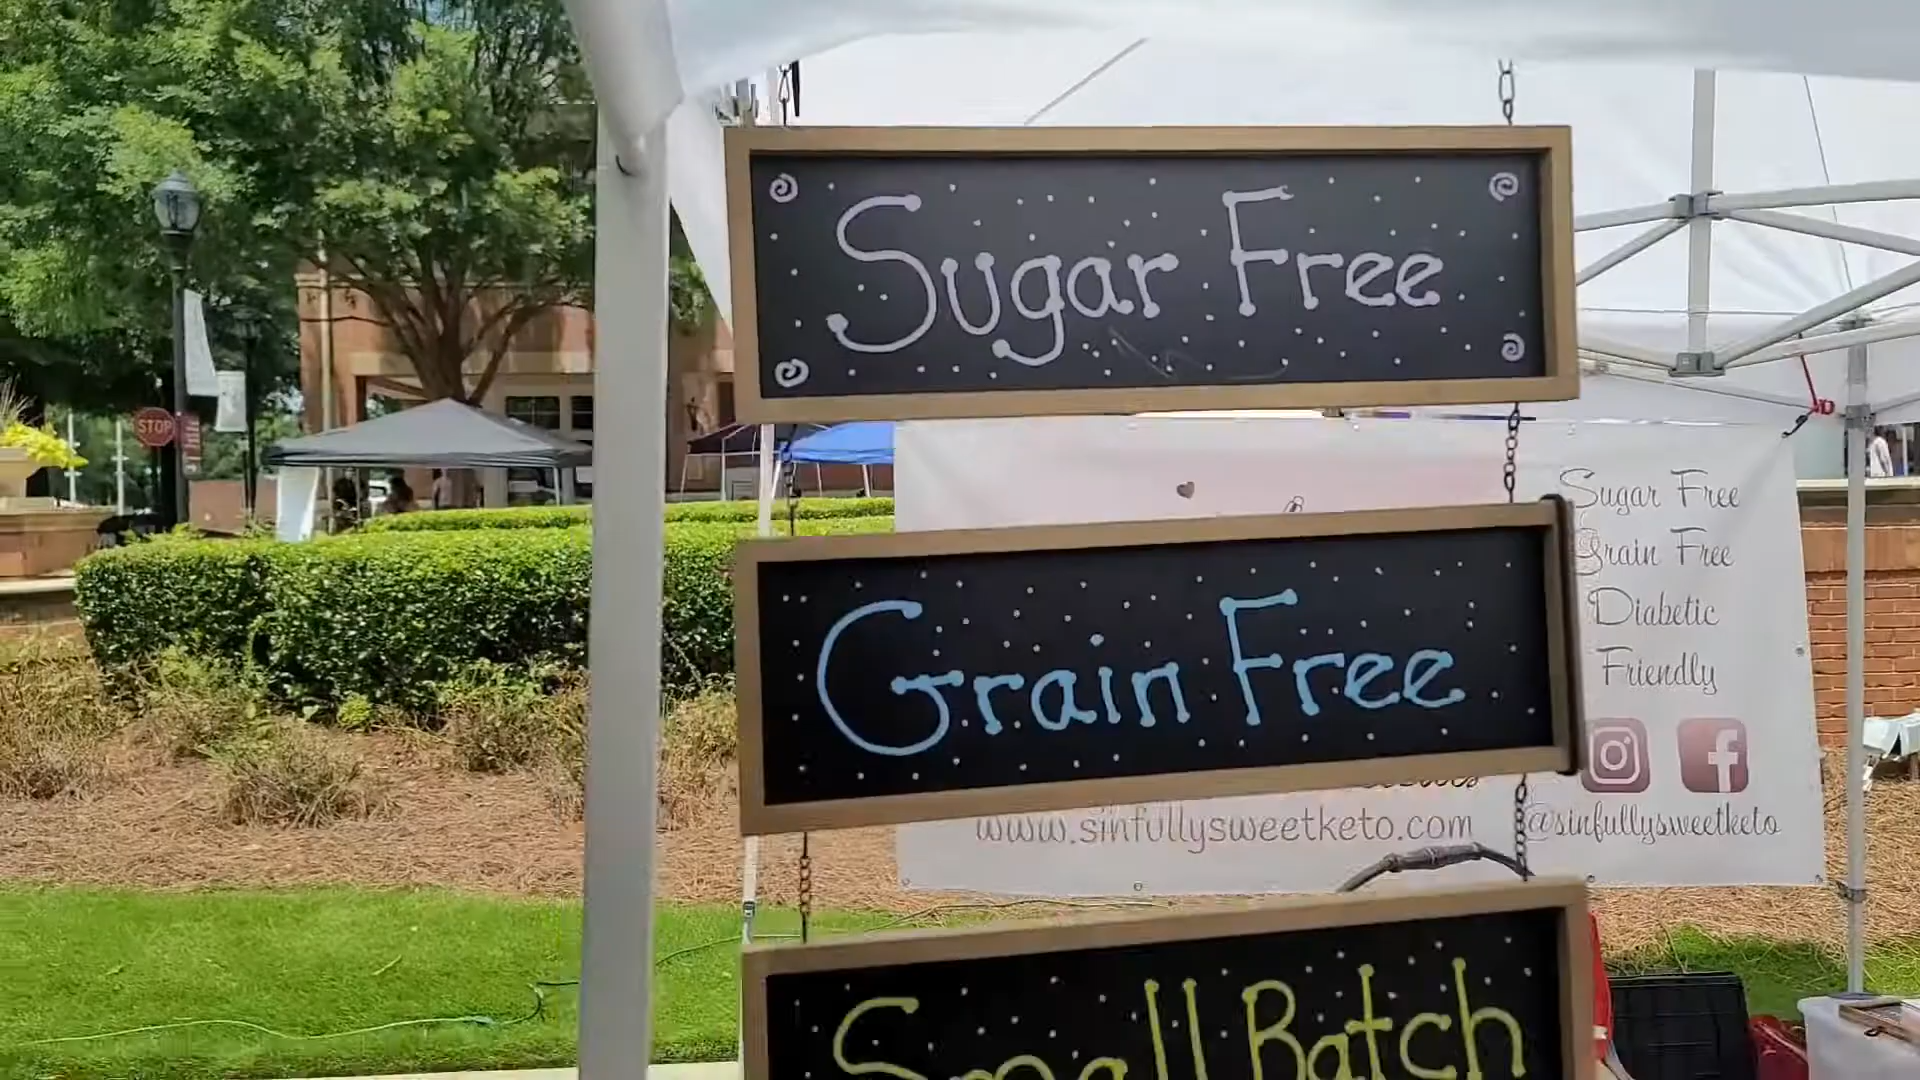 STOP
Sugar Free
Grain Free
Small Batch
Sugar Free
Grain Free
Diabetic
Friendly
www.sinfullysweetketo.com
@sinfullysweetketo